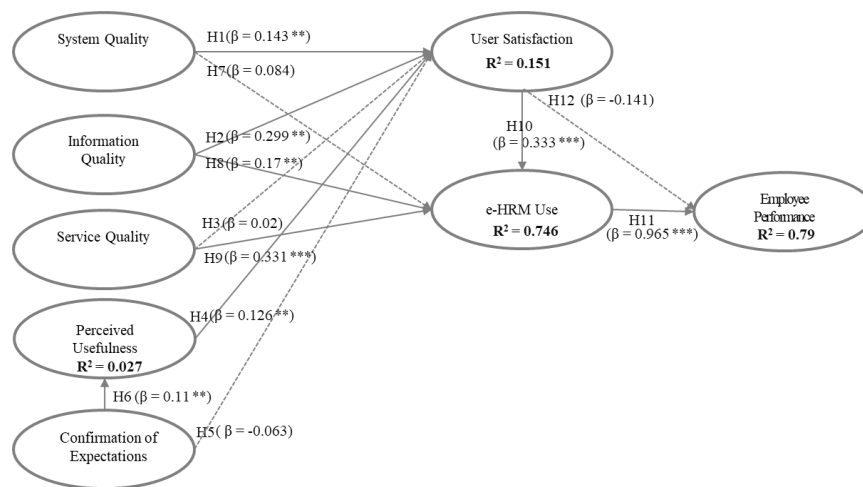 System Quality
H1(β = 0.143 **)
H7(β = 0.084)
User Satisfaction
R² = 0.151
H12 (β = -0.141)
H10
(β = 0.333 ***)
Information
Quality
H2(β = 0.299 **)
H8(β = 0.17 **)
e-HRM Use
R² = 0.746
H11
(β = 0.965 ***)
Employee
Performance
R² = 0.79
Service Quality
H3(β = 0.02)
H9(β = 0.331 ***)
Perceived
Usefulness
R² = 0.027
H4(β = 0.126 **)
H6 (β = 0.11 **)
Confirmation of
Expectations
H5( β = -0.063)